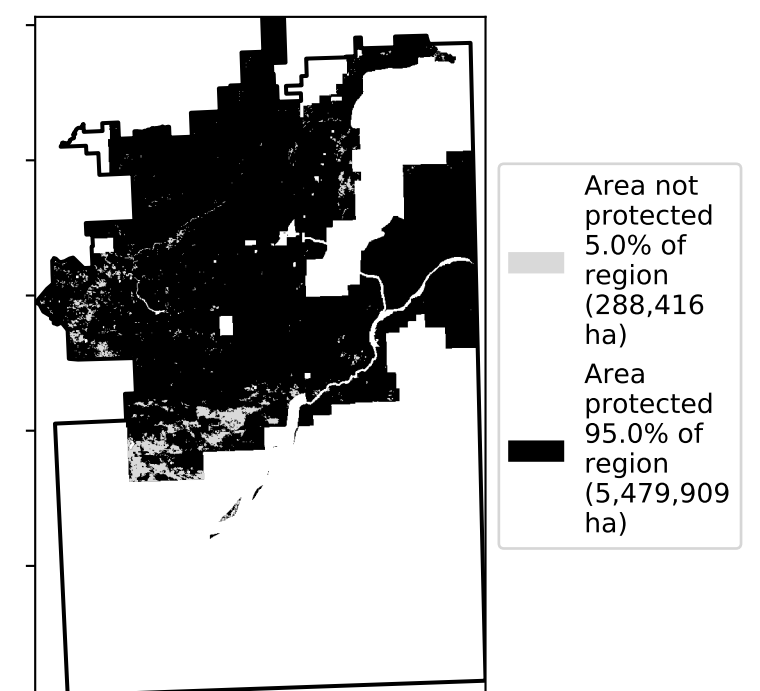 Area not
protected
5.0% of
region
(288,416
ha)
Area
protected
95.0% of
region
(5,479,909
ha)